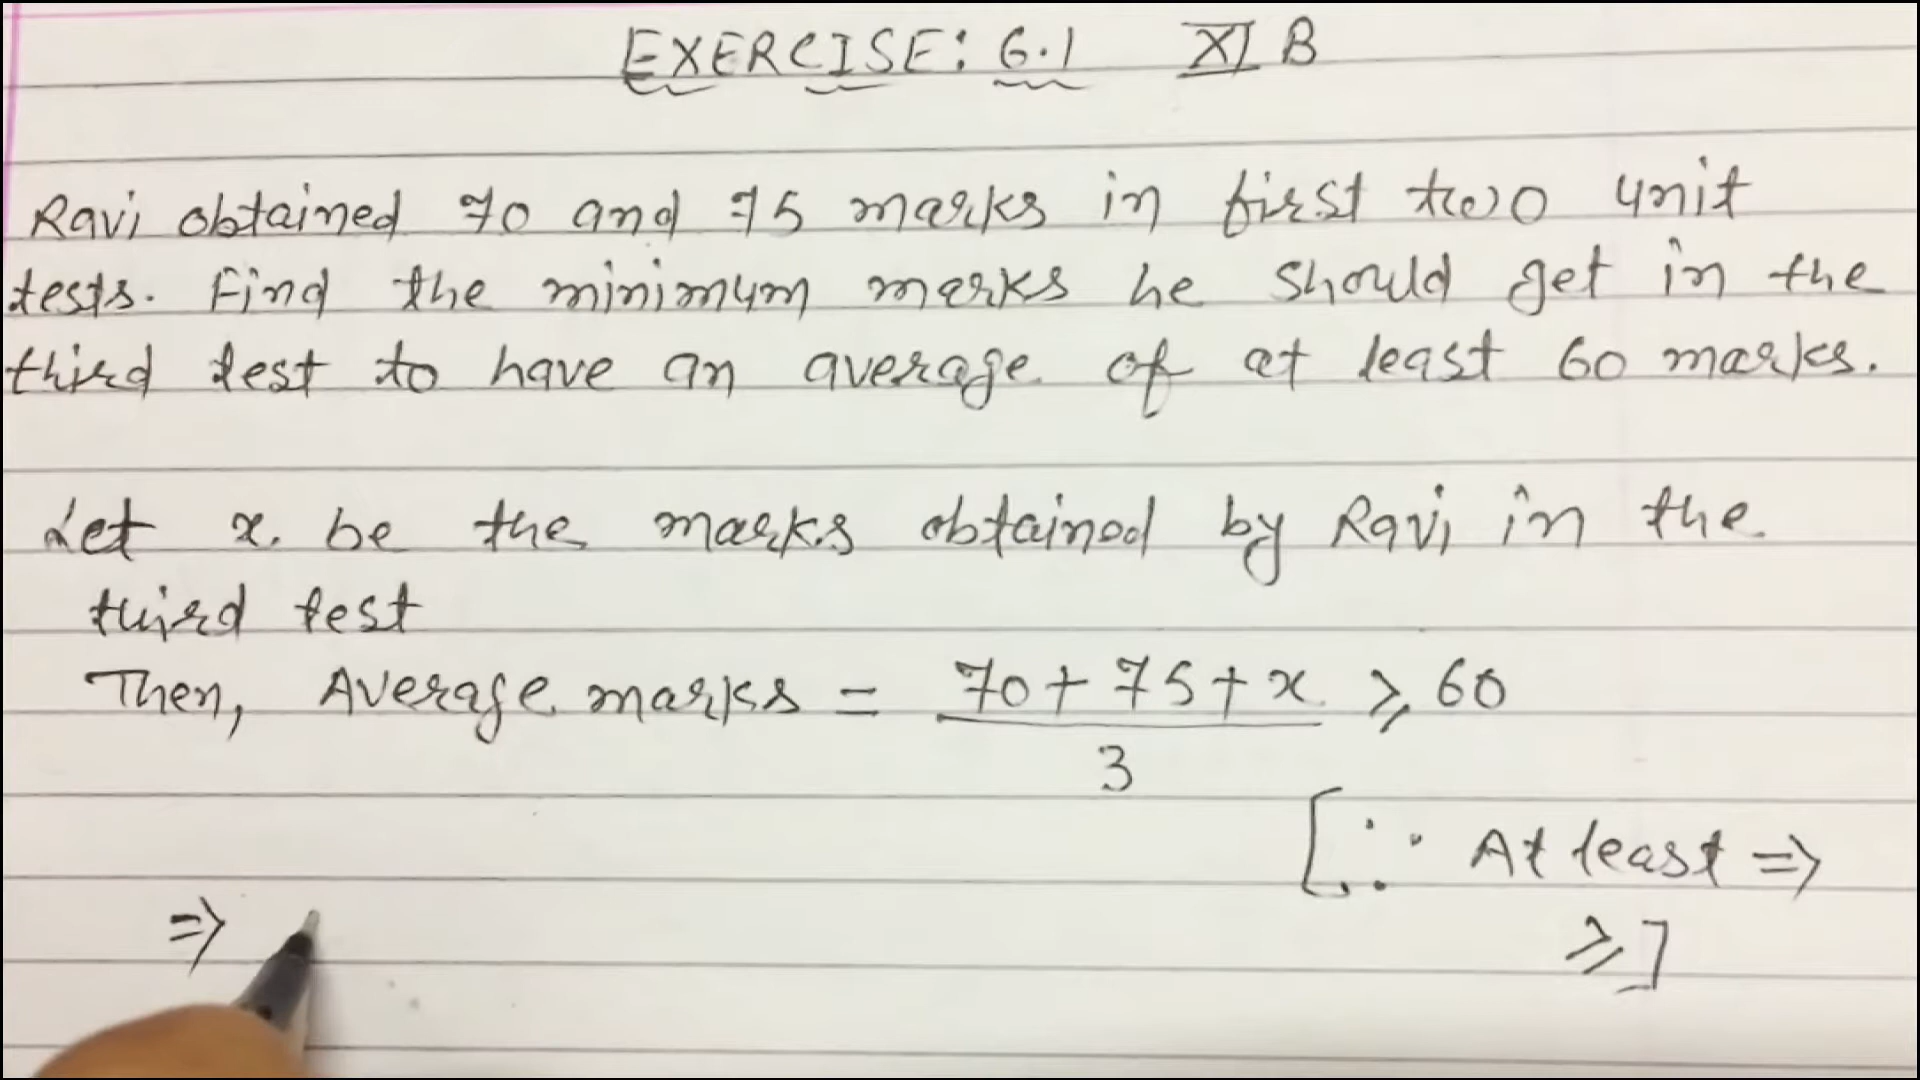 EXERCISE: 6.1 XI B
Ravi obtained 70 and 75 marks in first two unit
tests. Find the minimum marks he should get in the
third test to have an average of at least 60 marks.
Let x be the marks obtained by Ravi in the
third test
Then, Average marks = 70 + 75 + x ≥ 60
3
[∵ At least ⇒
≥]
⇒